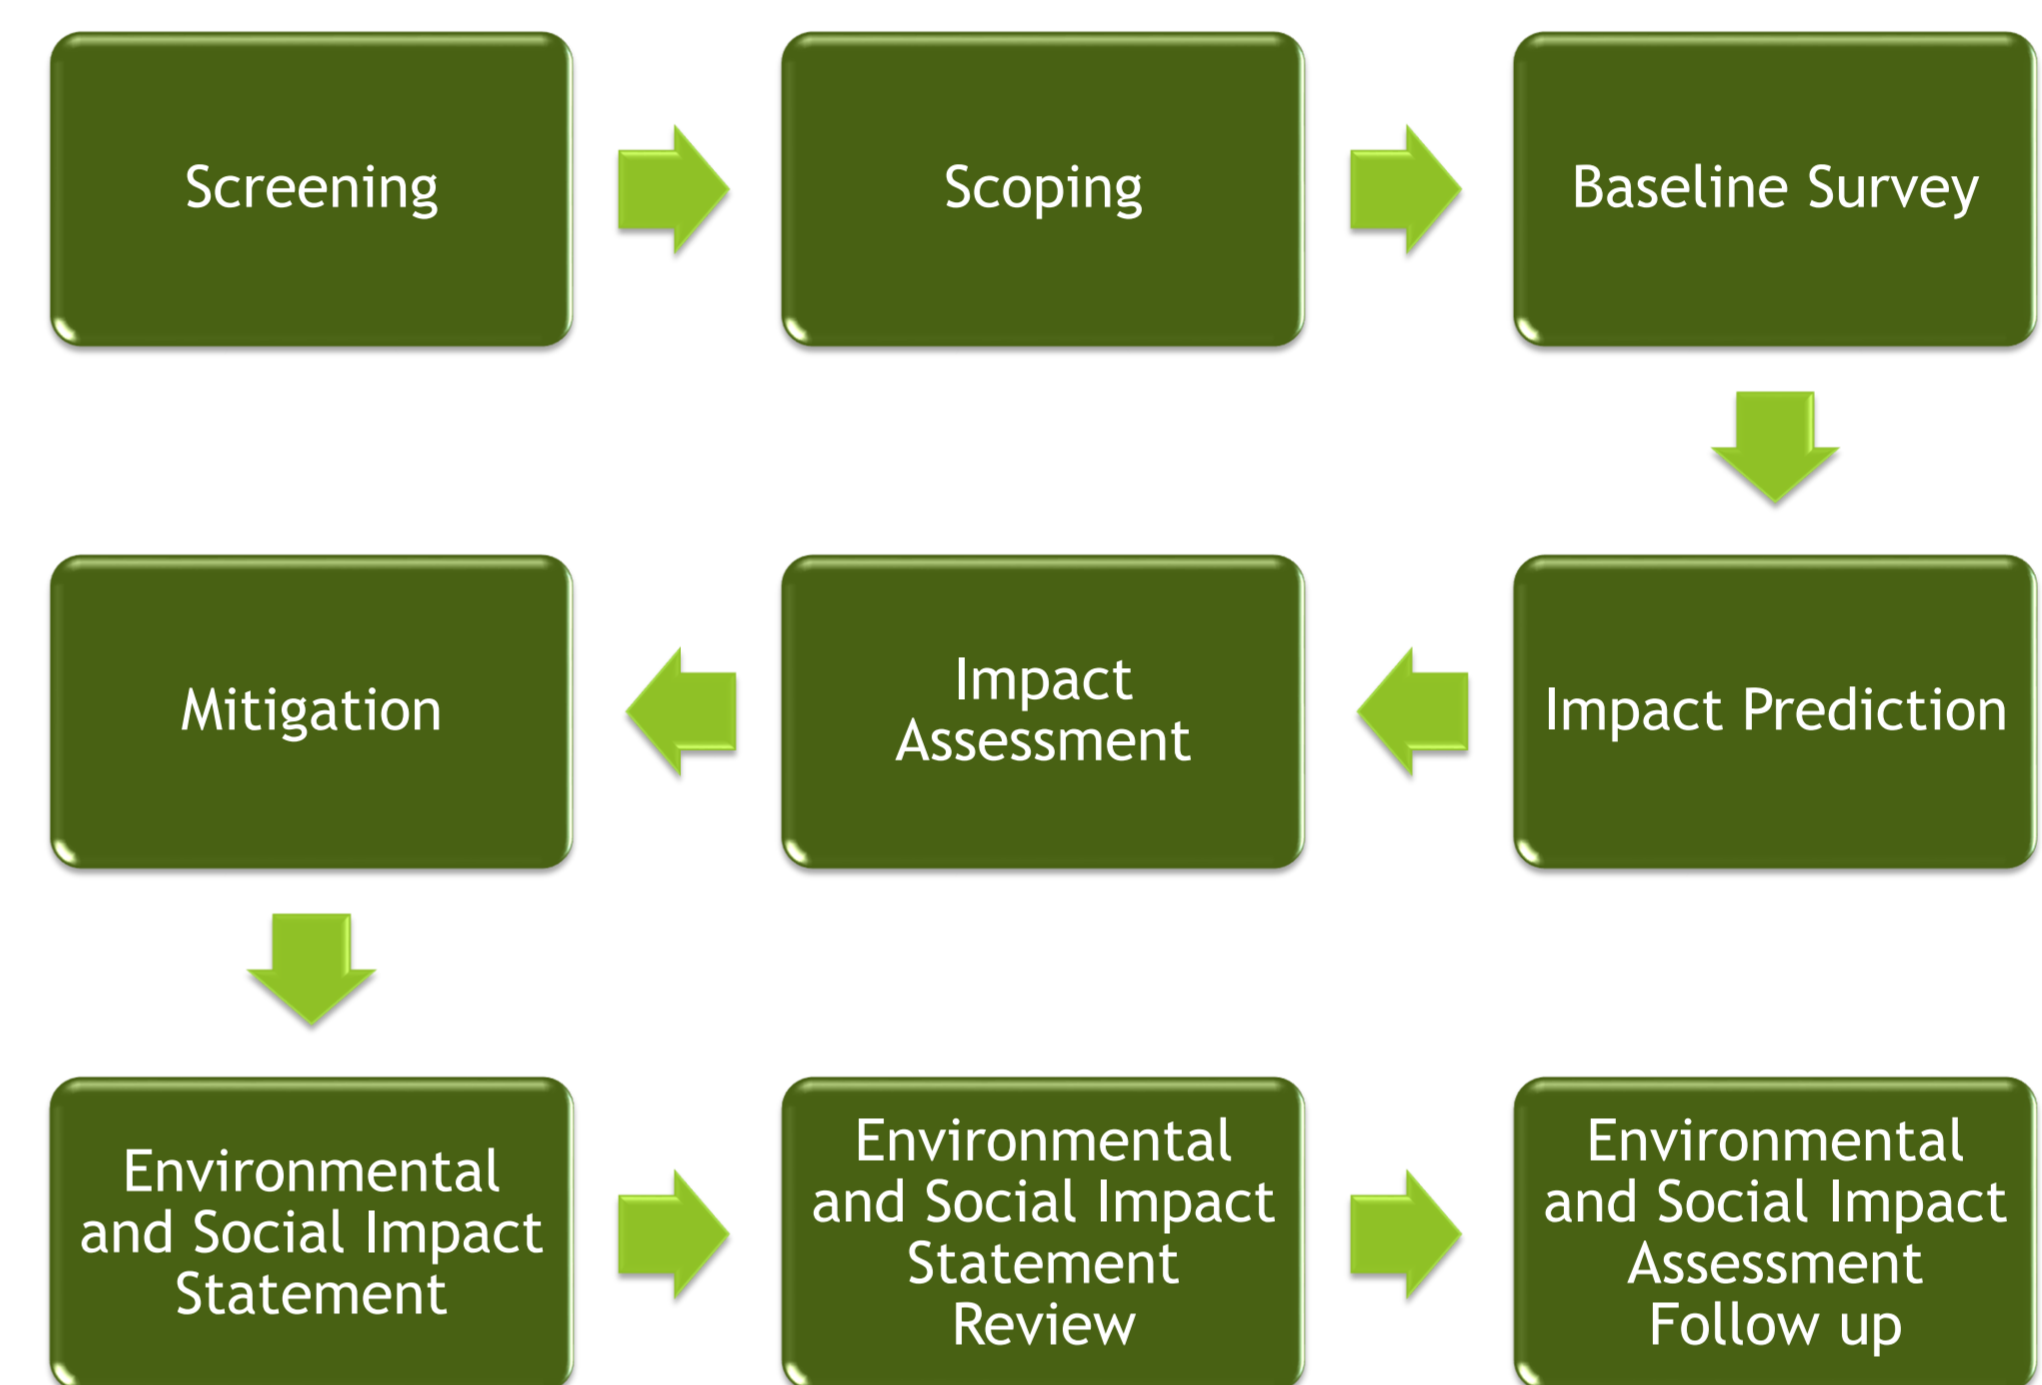 Screening
Scoping
Baseline Survey
Impact Prediction
Impact
Assessment
Mitigation
Environmental
and Social Impact
Statement
Environmental
and Social Impact
Statement
Review
Environmental
and Social Impact
Assessment
Follow up